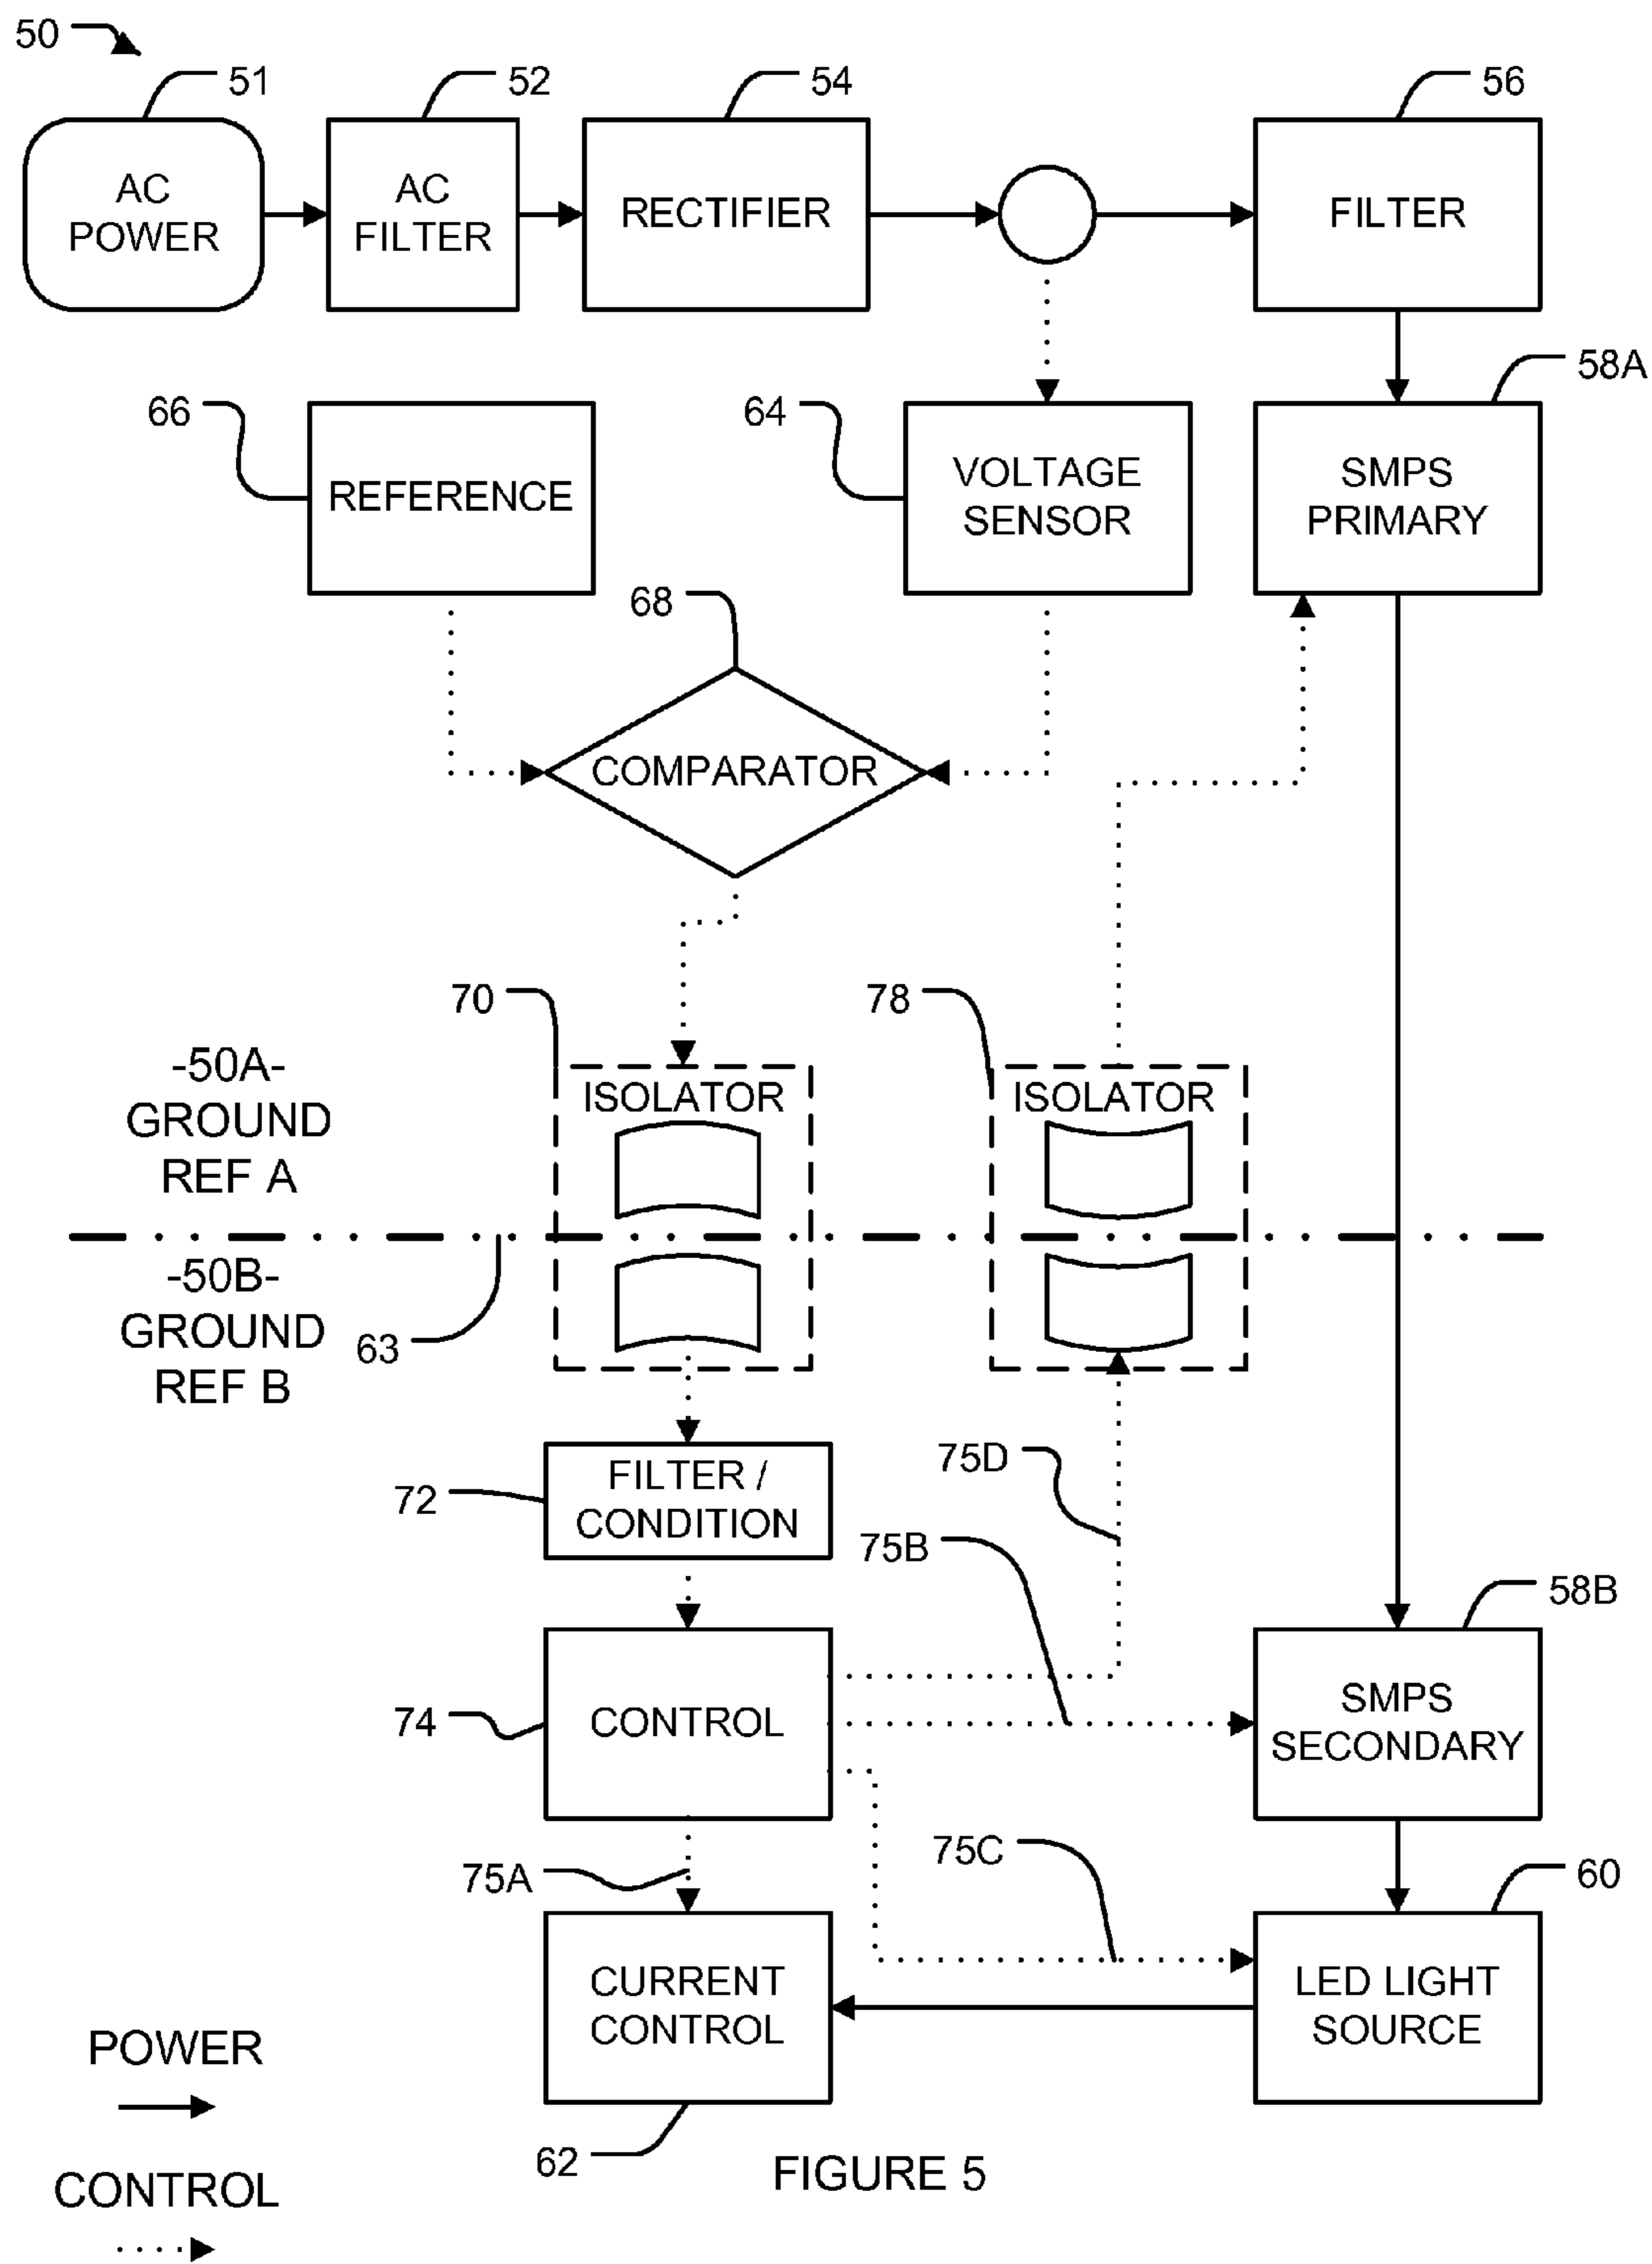 50
51
52
54
56
AC
POWER
AC
FILTER
RECTIFIER
FILTER
58A
66
64
REFERENCE
VOLTAGE
SENSOR
SMPS
PRIMARY
68
COMPARATOR
70
78
-50A-
GROUND
REF A
ISOLATOR
ISOLATOR
-50B-
GROUND
REF B
63
72
FILTER /
CONDITION
75D
75B
58B
74
CONTROL
SMPS
SECONDARY
75A
75C
60
CURRENT
CONTROL
LED LIGHT
SOURCE
POWER
62
CONTROL
FIGURE 5